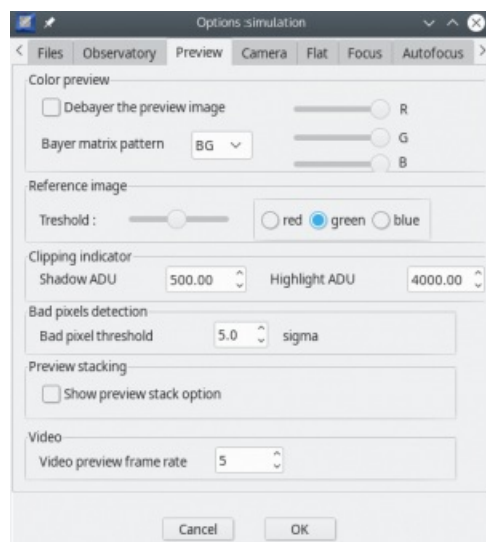 Options :simulation
Files Observatory Preview Camera Flat Focus Autofocus
Color preview
Debayer the preview image
R
Bayer matrix pattern BG
G
B
Reference image
Treshold : red green blue
Clipping indicator
Shadow ADU 500.00 Highlight ADU 4000.00
Bad pixels detection
Bad pixel threshold 5.0 sigma
Preview stacking
Show preview stack option
Video
Video preview frame rate 5
Cancel OK